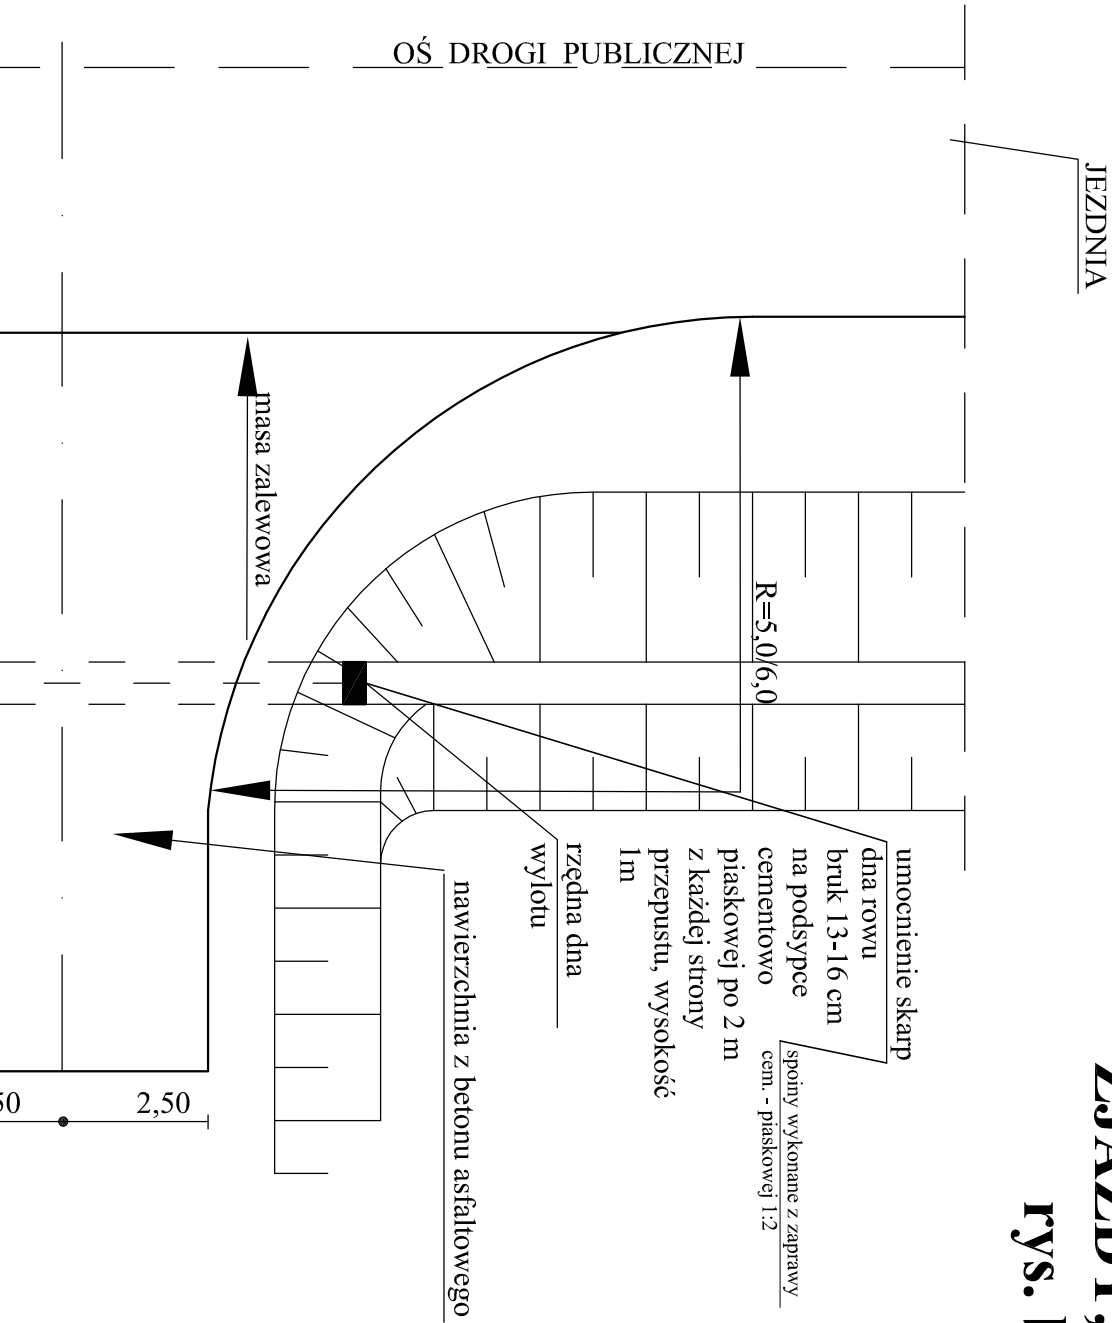 OŚ DROGI PUBLICZNEJ
JEZDNIA
masa zalewowa
R=5,0/6,0
umocnienie skarp
dna rowu
bruk 13-16 cm
na podsypce
cementowo
piaskowej po 2 m
z każdej strony
przepustu, wysokość
1m
spoiny wykonane z zaprawy
cem. - piaskowej 1:2
rzędna dna
wylotu
nawierzchnia z betonu asfaltowego
50
2,50
ZJAZDY,
rys.